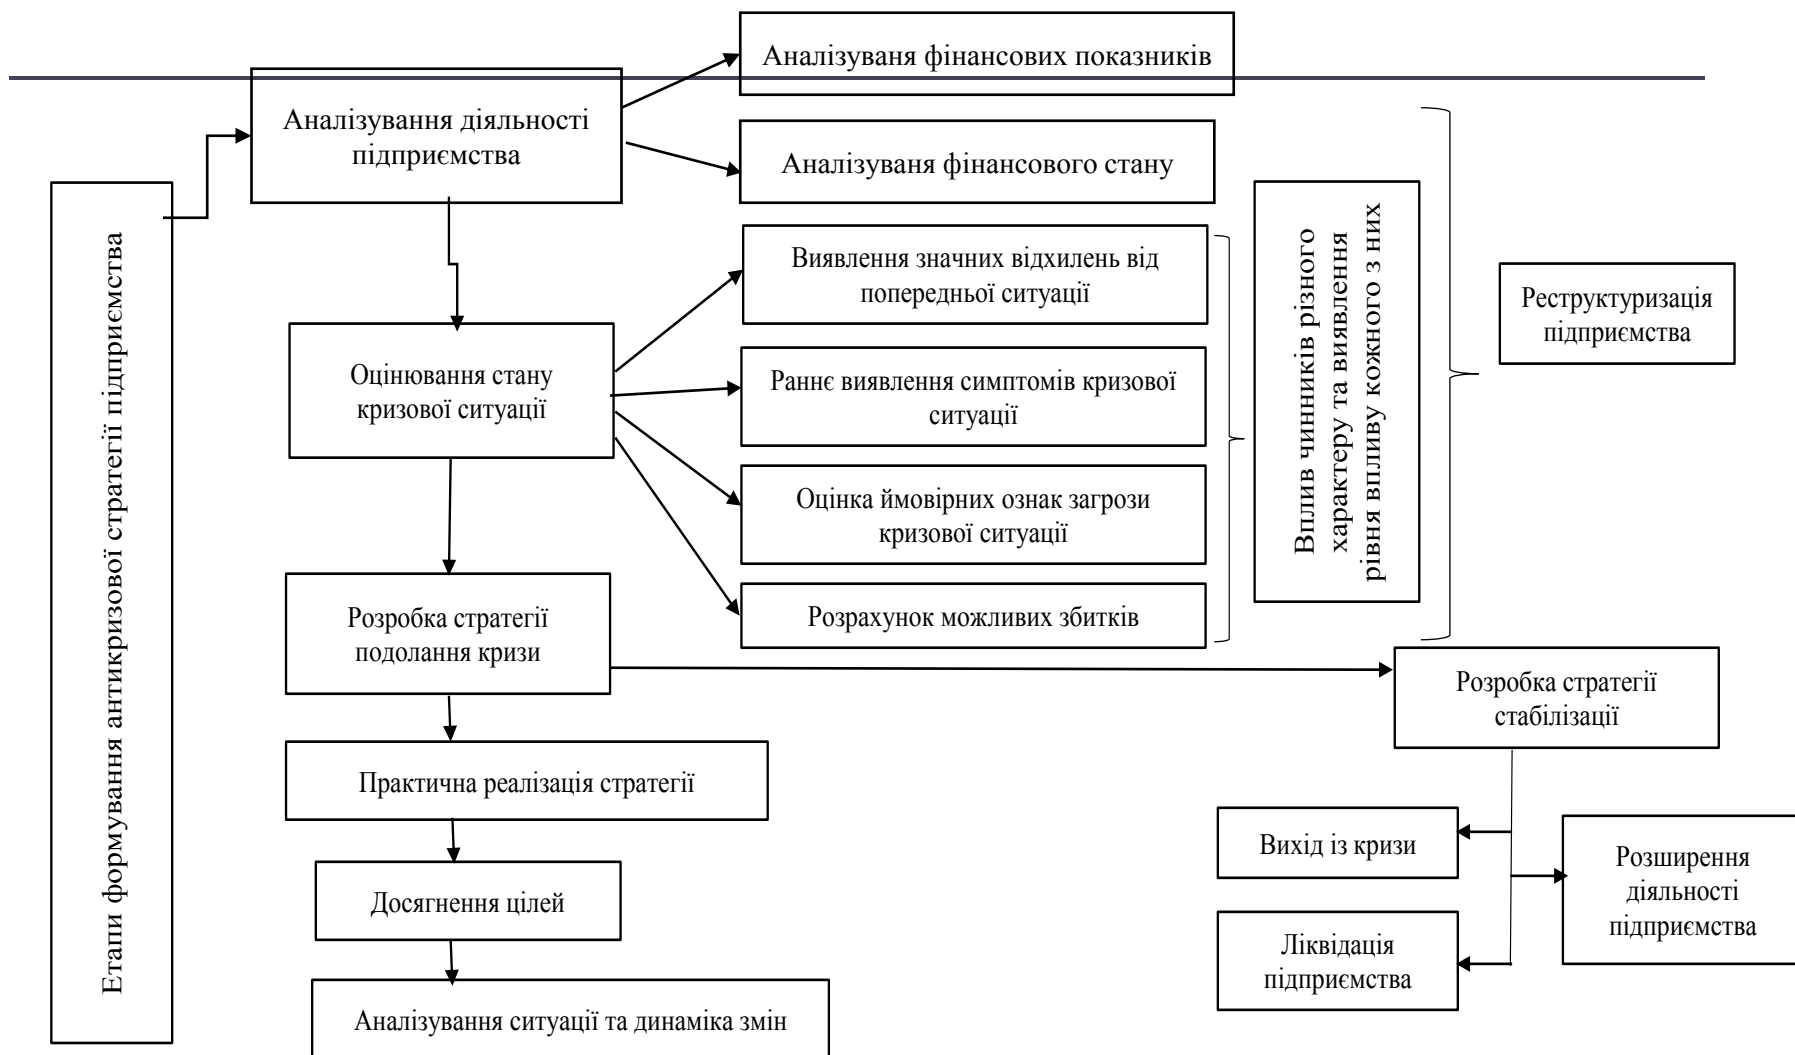 Етапи формування антикризової стратегії підприємства
Аналізування діяльності
підприємства
Аналізуваня фінансових показників
Аналізуваня фінансового стану
Оцінювання стану
кризової ситуації
Виявлення значних відхилень від
попередньої ситуації
Раннє виявлення симптомів кризової
ситуації
Оцінка ймовірних ознак загрози
кризової ситуації
Розрахунок можливих збитків
Вплив чинників різного
характеру та виявлення
рівня впливу кожного з них
Реструктуризація
підприємства
Розробка стратегії
подолання кризи
Розробка стратегії
стабілізації
Практична реалізація стратегії
Вихід із кризи
Розширення
діяльності
підприємства
Досягнення цілей
Ліквідація
підприємства
Аналізування ситуації та динаміка змін